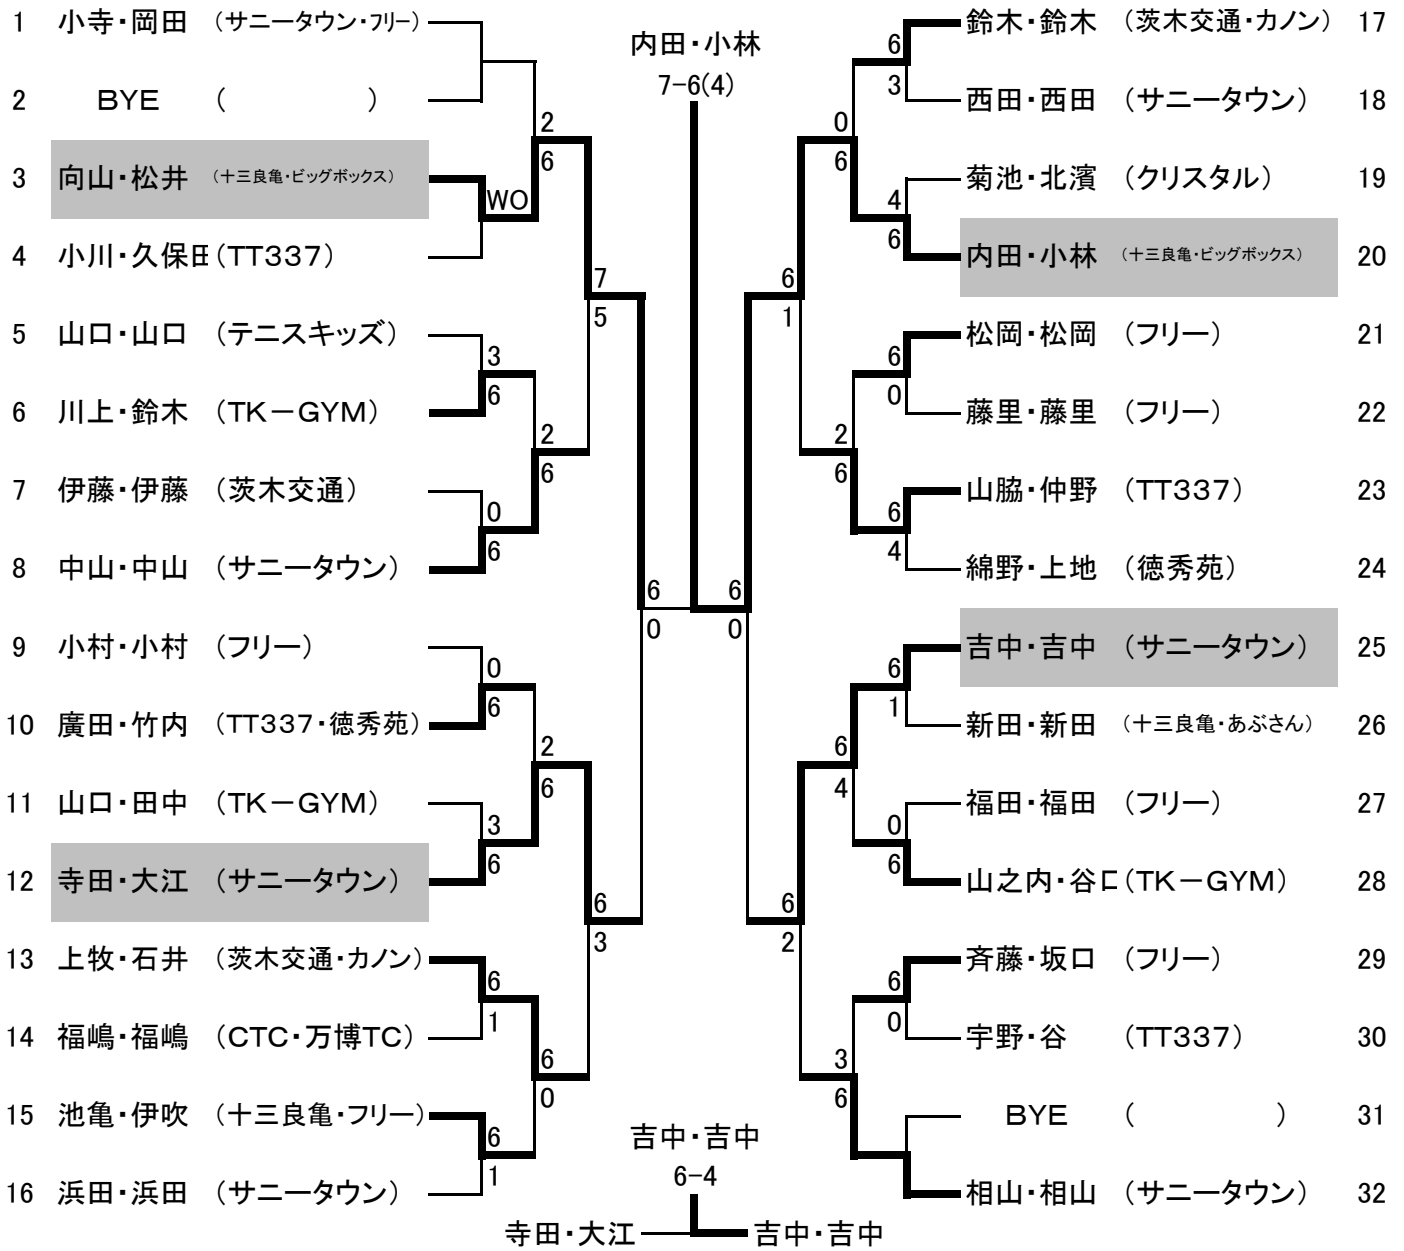 1 小寺・岡田 (サニータウン・フリー)
2 BYE ( )
3 向山・松井 (十三良亀・ビッグボックス)
4 小川・久保田(TT337)
5 山口・山口 (テニスキッズ)
6 川上・鈴木 (TK－GYM)
7 伊藤・伊藤 (茨木交通)
8 中山・中山 (サニータウン)
9 小村・小村 (フリー)
10 廣田・竹内 (TT337・徳秀苑)
11 山口・田中 (TK－GYM)
12 寺田・大江 (サニータウン)
13 上牧・石井 (茨木交通・カノン)
14 福嶋・福嶋 (CTC・万博TC)
15 池亀・伊吹 (十三良亀・フリー)
16 浜田・浜田 (サニータウン)
WO
3
6
0
6
0
6
3
6
6
1
6
1
2
6
2
6
2
6
6
0
7
5
6
3
6
0
内田・小林
7-6(4)
6
0
6
1
6
2
0
6
2
6
6
4
3
6
6
3
4
6
6
0
6
4
6
1
0
6
6
0
鈴木・鈴木 (茨木交通・カノン) 17
西田・西田 (サニータウン) 18
菊池・北濱 (クリスタル) 19
内田・小林 (十三良亀・ビッグボックス) 20
松岡・松岡 (フリー) 21
藤里・藤里 (フリー) 22
山脇・仲野 (TT337) 23
綿野・上地 (徳秀苑) 24
吉中・吉中 (サニータウン) 25
新田・新田 (十三良亀・あぶさん) 26
福田・福田 (フリー) 27
山之内・谷口(TK－GYM) 28
斉藤・坂口 (フリー) 29
宇野・谷 (TT337) 30
BYE ( ) 31
相山・相山 (サニータウン) 32
吉中・吉中
6-4
寺田・大江 吉中・吉中